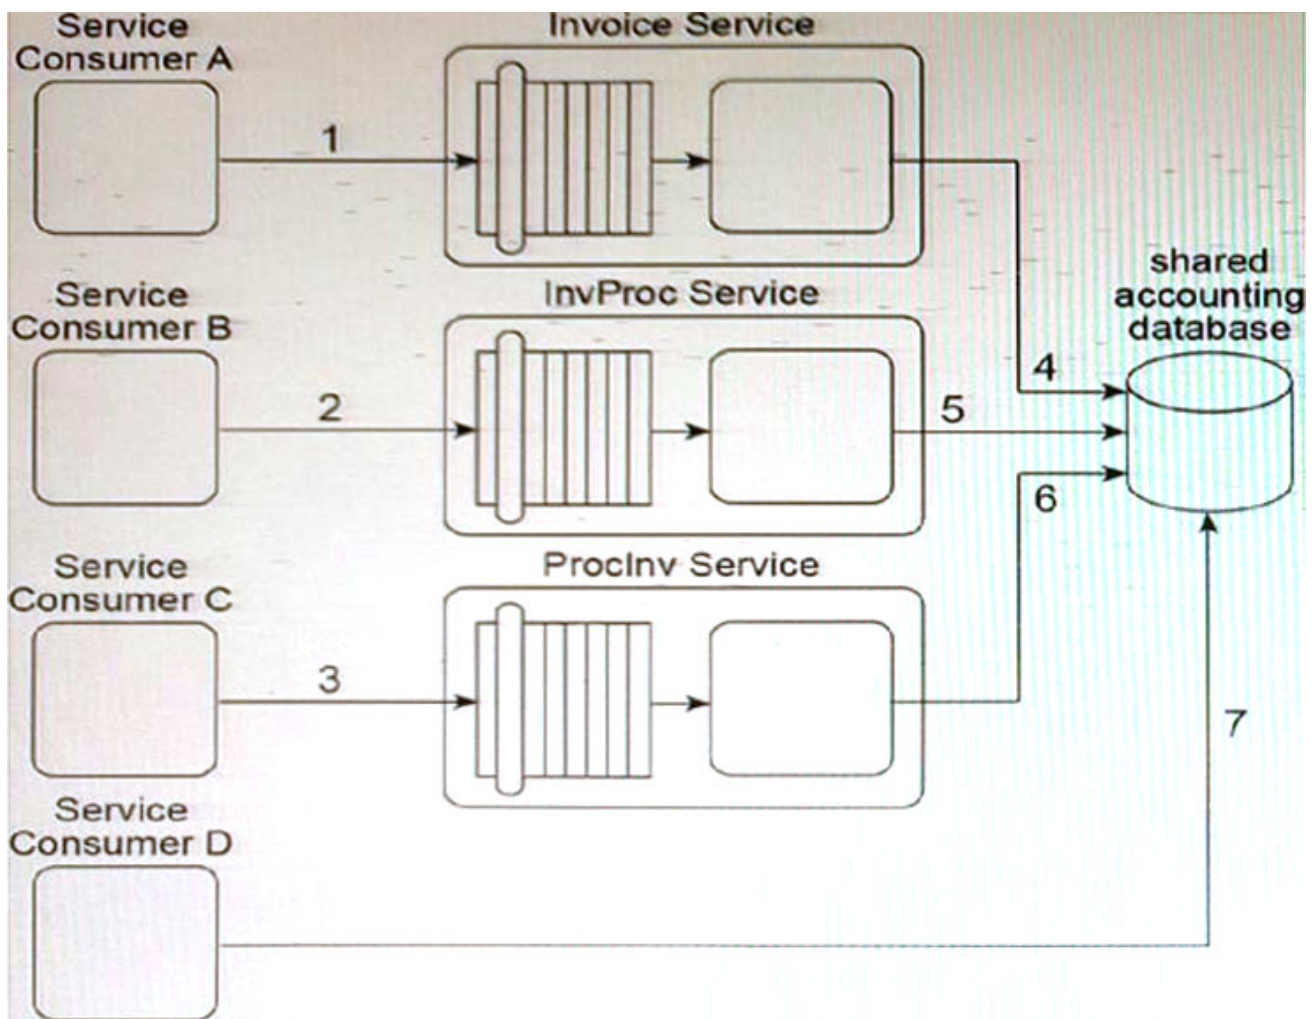 Service
Consumer A
Invoice Service
1
Service
Consumer B
InvProc Service
2
shared
accounting
database
4
5
6
Service
Consumer C
ProcInv Service
3
7
Service
Consumer D